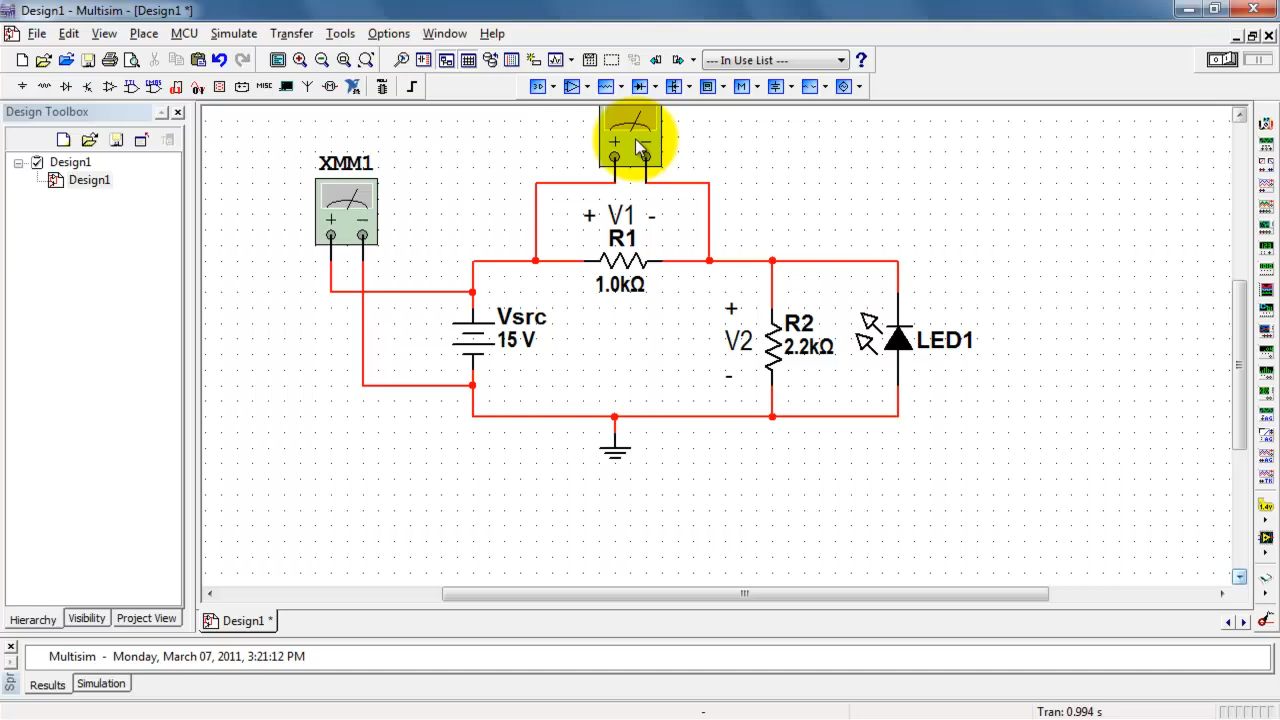 Design1 - Multisim - [Design1 *]
File Edit View Place MCU Simulate Transfer Tools Options Window Help
--- In Use List ---
MISC
Design Toolbox
Design1
Design1
XMM1
+ −
+ −
+ V1 -
R1
1.0kΩ
Vsrc
15 V
+
V2
-
R2
2.2kΩ
LED1
Hierarchy Visibility Project View
Design1 *
Multisim - Monday, March 07, 2011, 3:21:12 PM
Results Simulation
Spr
- Tran: 0.994 s